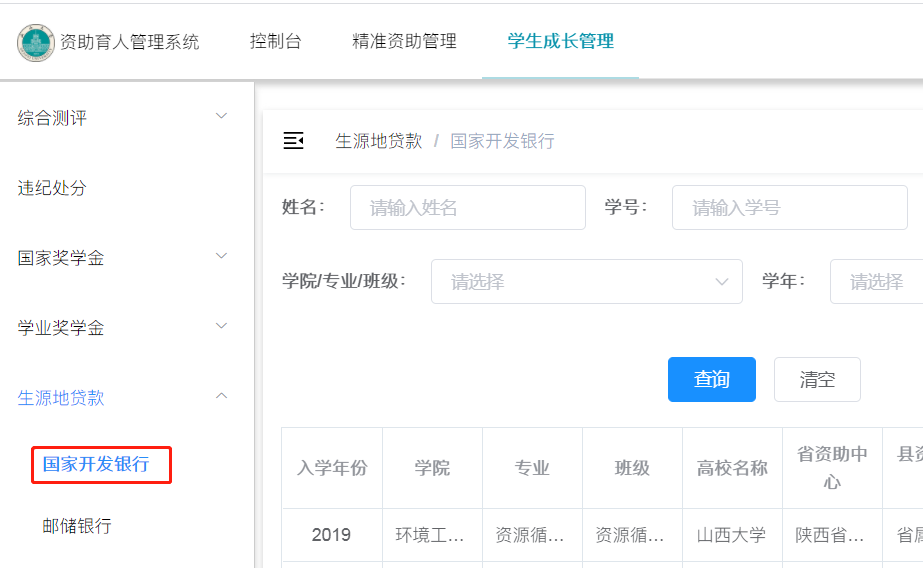 资助育人管理系统 控制台 精准资助管理 学生成长管理
综合测评
违纪处分
国家奖学金
学业奖学金
生源地贷款
国家开发银行
邮储银行
生源地贷款 / 国家开发银行
姓名： 请输入姓名 学号： 请输入学号
学院/专业/班级： 请选择 学年： 请选择
查询 清空
入学年份 学院 专业 班级 高校名称 省资助中心 县资
2019 环境工... 资源循... 资源循... 山西大学 陕西省... 省属